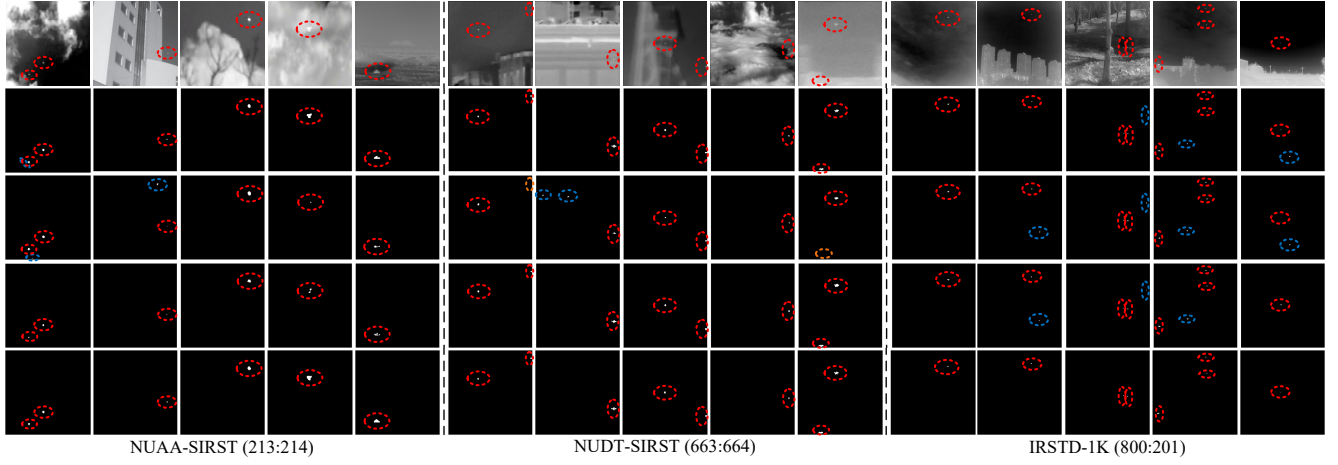 NUAA-SIRST (213:214)
NUDT-SIRST (663:664)
IRSTD-1K (800:201)